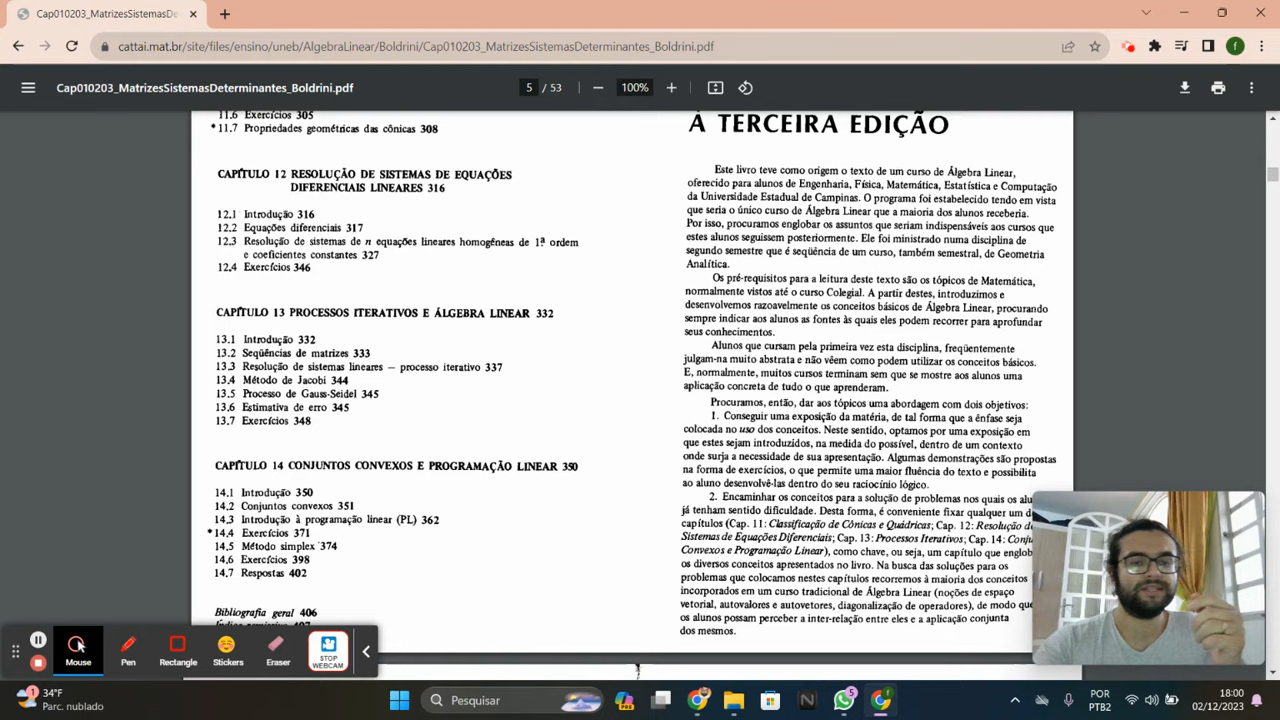 Cap010203_MatrizesSistemasDe
cattai.mat.br/site/files/ensino/uneb/AlgebraLinear/Boldrini/Cap010203_MatrizesSistemasDeterminantes_Boldrini.pdf
f
Cap010203_MatrizesSistemasDeterminantes_Boldrini.pdf
5 / 53
100%
11.6 Exercícios 305
*11.7 Propriedades geométricas das cônicas 308
CAPÍTULO 12 RESOLUÇÃO DE SISTEMAS DE EQUAÇÕES
DIFERENCIAIS LINEARES 316
12.1 Introdução 316
12.2 Equações diferenciais 317
12.3 Resolução de sistemas de n equações lineares homogêneas de 1ª ordem
e coeficientes constantes 327
12.4 Exercícios 346
CAPÍTULO 13 PROCESSOS ITERATIVOS E ÁLGEBRA LINEAR 332
13.1 Introdução 332
13.2 Seqüências de matrizes 333
13.3 Resolução de sistemas lineares — processo iterativo 337
13.4 Método de Jacobi 344
13.5 Processo de Gauss-Seidel 345
13.6 Estimativa de erro 345
13.7 Exercícios 348
CAPÍTULO 14 CONJUNTOS CONVEXOS E PROGRAMAÇÃO LINEAR 350
14.1 Introdução 350
14.2 Conjuntos convexos 351
14.3 Introdução à programação linear (PL) 362
*14.4 Exercícios 371
14.5 Método simplex 374
14.6 Exercícios 398
14.7 Respostas 402
Bibliografia geral 406
À TERCEIRA EDIÇÃO
Este livro teve como origem o texto de um curso de Álgebra Linear,
oferecido para alunos de Engenharia, Física, Matemática, Estatística e Computação
da Universidade Estadual de Campinas. O programa foi estabelecido tendo em vista
que seria o único curso de Álgebra Linear que a maioria dos alunos receberia.
Por isso, procuramos englobar os assuntos que seriam indispensáveis aos cursos que
estes alunos seguissem posteriormente. Ele foi ministrado numa disciplina de
segundo semestre que é seqüência de um curso, também semestral, de Geometria
Analítica.
Os pré-requisitos para a leitura deste texto são os tópicos de Matemática,
normalmente vistos até o curso Colegial. A partir destes, introduzimos e
desenvolvemos razoavelmente os conceitos básicos de Álgebra Linear, procurando
sempre indicar aos alunos as fontes às quais eles podem recorrer para aprofundar
seus conhecimentos.
Alunos que cursam pela primeira vez esta disciplina, freqüentemente
julgam-na muito abstrata e não vêem como podem utilizar os conceitos básicos.
E, normalmente, muitos cursos terminam sem que se mostre aos alunos uma
aplicação concreta de tudo o que aprenderam.
Procuramos, então, dar aos tópicos uma abordagem com dois objetivos:
1. Conseguir uma exposição da matéria, de tal forma que a ênfase seja
colocada no uso dos conceitos. Neste sentido, optamos por uma exposição em
que estes sejam introduzidos, na medida do possível, dentro de um contexto
onde surja a necessidade de sua apresentação. Algumas demonstrações são propostas
na forma de exercícios, o que permite uma maior fluência do texto e possibilita
ao aluno desenvolvê-las dentro do seu raciocínio lógico.
2. Encaminhar os conceitos para a solução de problemas nos quais os alu
já tenham sentido dificuldade. Desta forma, é conveniente fixar qualquer um d
capítulos (Cap. 11: Classificação de Cônicas e Quádricas; Cap. 12: Resolução d
Sistemas de Equações Diferenciais; Cap. 13: Processos Iterativos; Cap. 14: Conju
Convexos e Programação Linear), como chave, ou seja, um capítulo que englob
os diversos conceitos apresentados no livro. Na busca das soluções para os
problemas que colocamos nestes capítulos recorremos à maioria dos conceitos
incorporados em um curso tradicional de Álgebra Linear (noções de espaço
vetorial, autovalores e autovetores, diagonalização de operadores), de modo que
os alunos possam perceber a inter-relação entre eles e a aplicação conjunta
dos mesmos.
Mouse
Pen
Rectangle
Stickers
Eraser
STOP
WEBCAM
1
34°F
Parc. nublado
Pesquisar
5
POR
PTB2
18:00
02/12/2023